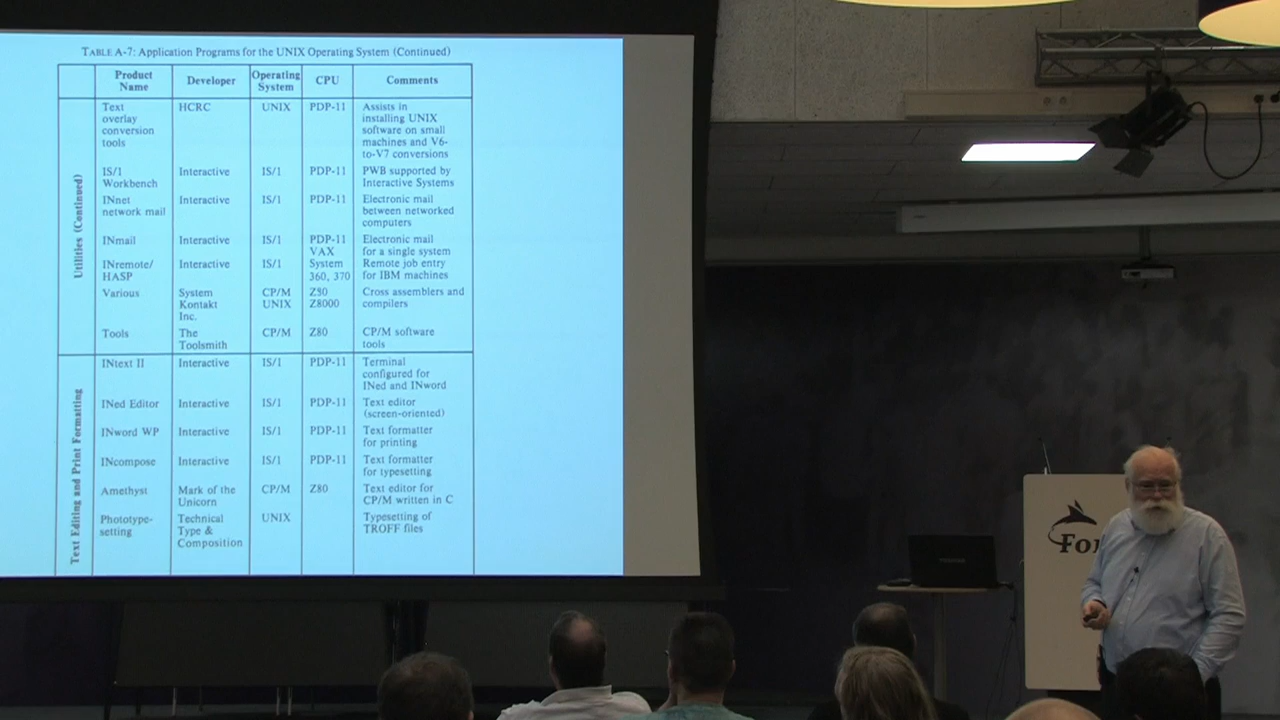 TABLE A-7: Application Programs for the UNIX Operating System (Continued)
Product Name Developer Operating System CPU Comments
Utilities (Continued)
Text overlay conversion tools HCRC UNIX PDP-11 Assists in installing UNIX software on small machines and V6-to-V7 conversions
IS/1 Workbench Interactive IS/1 PDP-11 PWB supported by Interactive Systems
INnet network mail Interactive IS/1 PDP-11 Electronic mail between networked computers
INmail Interactive IS/1 PDP-11 VAX Electronic mail for a single system
INremote/HASP Interactive IS/1 System 360, 370 Remote job entry for IBM machines
Various System Kontakt Inc. CP/M UNIX Z80 Z8000 Cross assemblers and compilers
Tools The Toolsmith CP/M Z80 CP/M software tools
Text Editing and Print Formatting
INtext II Interactive IS/1 PDP-11 Terminal configured for INed and INword
INed Editor Interactive IS/1 PDP-11 Text editor (screen-oriented)
INword WP Interactive IS/1 PDP-11 Text formatter for printing
INcompose Interactive IS/1 PDP-11 Text formatter for typesetting
Amethyst Mark of the Unicorn CP/M Z80 Text editor for CP/M written in C
Phototype-setting Technical Type & Composition UNIX Typesetting of TROFF files
For